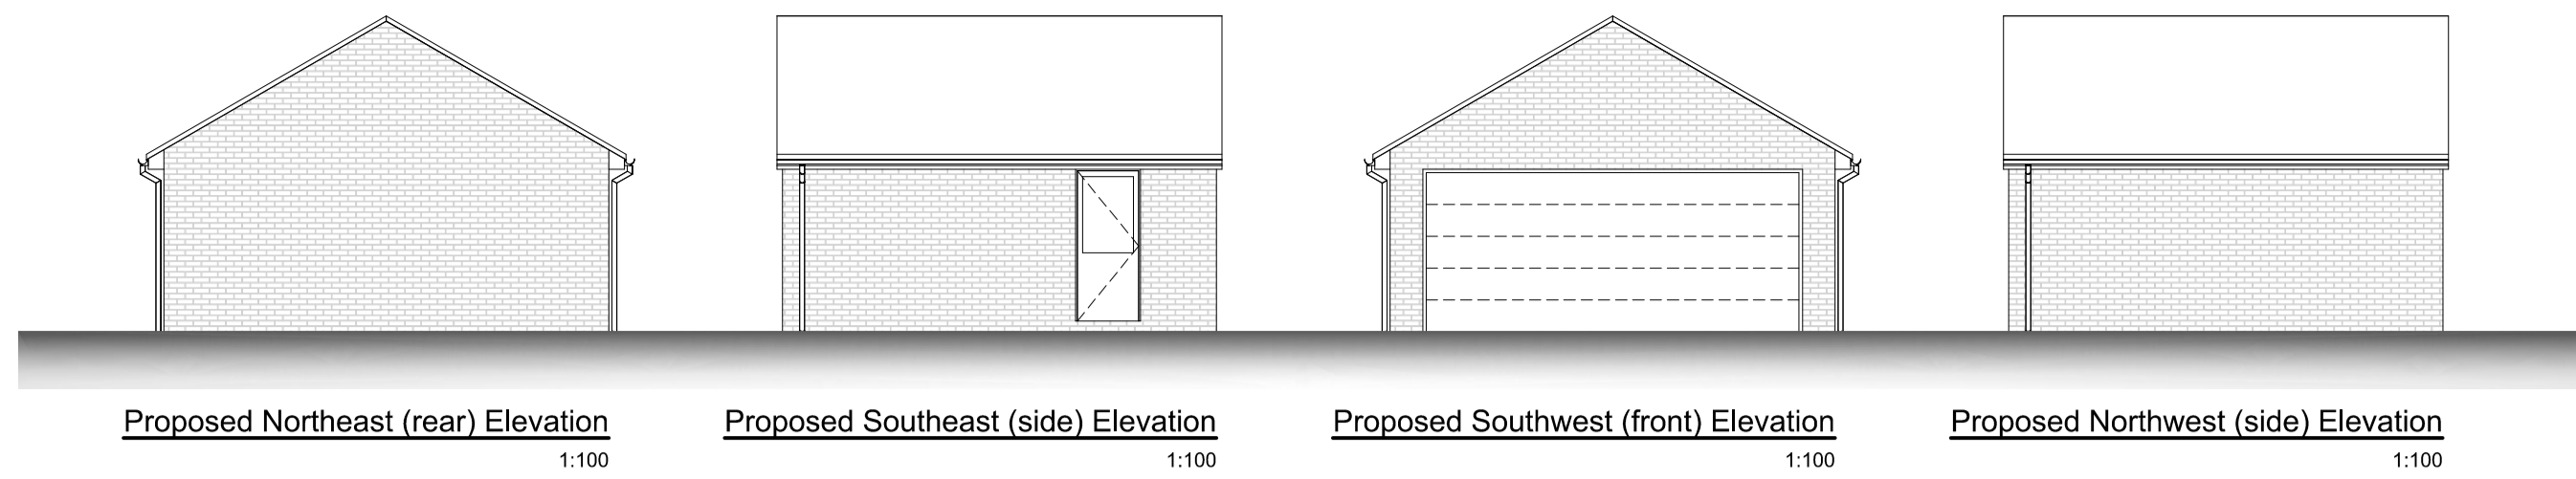 Proposed Northeast (rear) Elevation
1:100
Proposed Southeast (side) Elevation
1:100
Proposed Southwest (front) Elevation
1:100
Proposed Northwest (side) Elevation
1:100